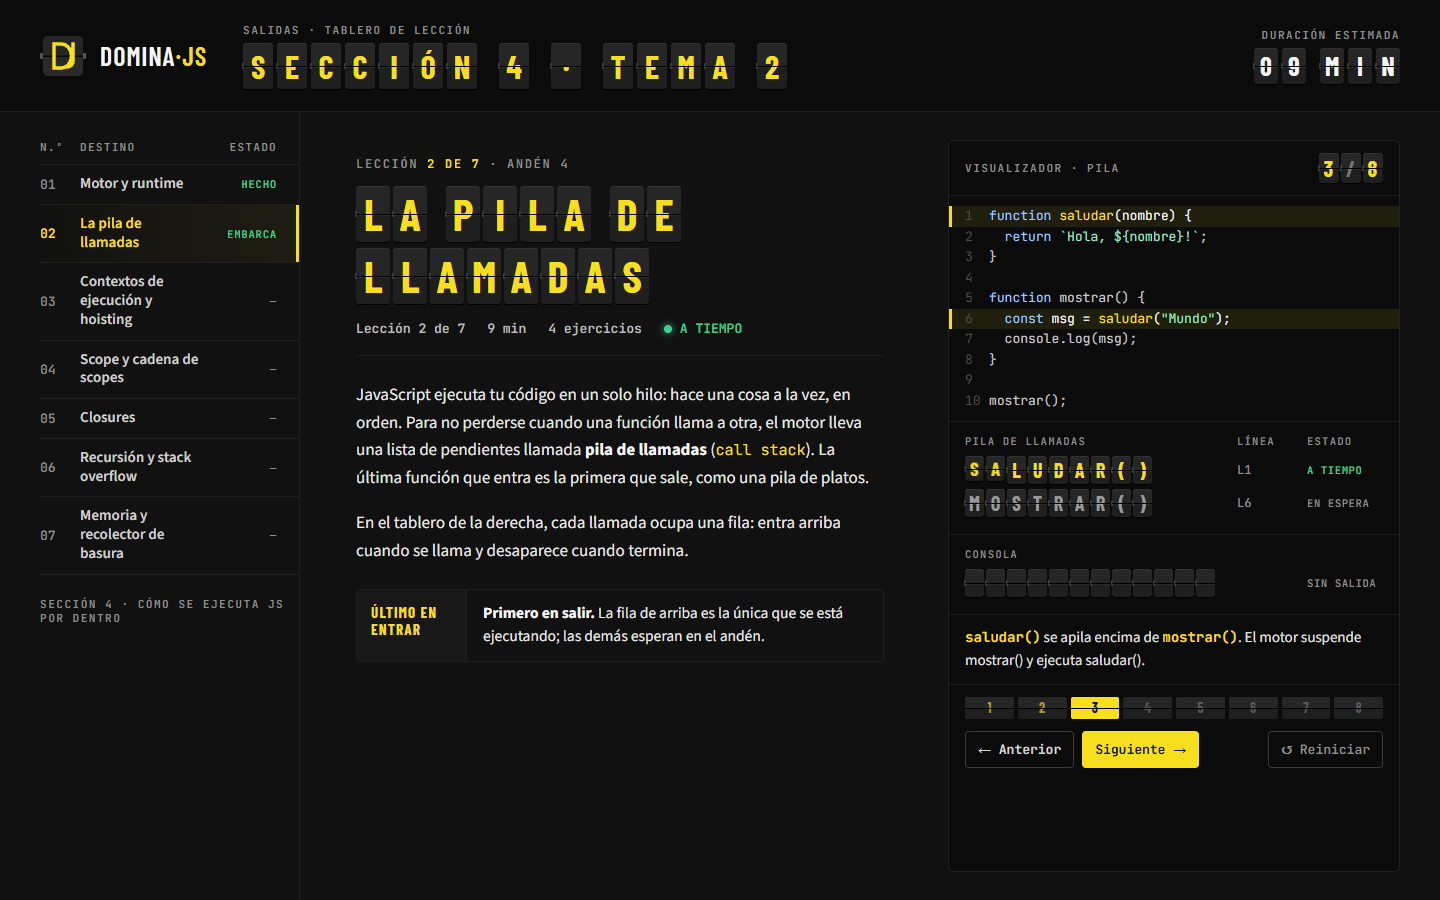 DOMINA·JS
SALIDAS · TABLERO DE LECCIÓN
SECCIÓN 4 · TEMA 2
DURACIÓN ESTIMADA
09 MIN
N.º DESTINO ESTADO
01 Motor y runtime HECHO
02 La pila de llamadas EMBARCA
03 Contextos de ejecución y hoisting —
04 Scope y cadena de scopes —
05 Closures —
06 Recursión y stack overflow —
07 Memoria y recolector de basura —
SECCIÓN 4 · CÓMO SE EJECUTA JS
POR DENTRO
LECCIÓN 2 DE 7 · ANDÉN 4
LA PILA DE
LLAMADAS
Lección 2 de 7 9 min 4 ejercicios A TIEMPO
JavaScript ejecuta tu código en un solo hilo: hace una cosa a la vez, en
orden. Para no perderse cuando una función llama a otra, el motor lleva
una lista de pendientes llamada pila de llamadas (call stack). La
última función que entra es la primera que sale, como una pila de platos.
En el tablero de la derecha, cada llamada ocupa una fila: entra arriba
cuando se llama y desaparece cuando termina.
ÚLTIMO EN
ENTRAR
Primero en salir. La fila de arriba es la única que se está
ejecutando; las demás esperan en el andén.
VISUALIZADOR · PILA
3/8
1 function saludar(nombre) {
2 return `Hola, ${nombre}!`;
3 }
4
5 function mostrar() {
6 const msg = saludar("Mundo");
7 console.log(msg);
8 }
9
10 mostrar();
PILA DE LLAMADAS LÍNEA ESTADO
SALUDAR() L1 A TIEMPO
MOSTRAR() L6 EN ESPERA
CONSOLA
SIN SALIDA
saludar() se apila encima de mostrar(). El motor suspende
mostrar() y ejecuta saludar().
1 2 3 4 5 6 7 8
← Anterior Siguiente → ↺ Reiniciar